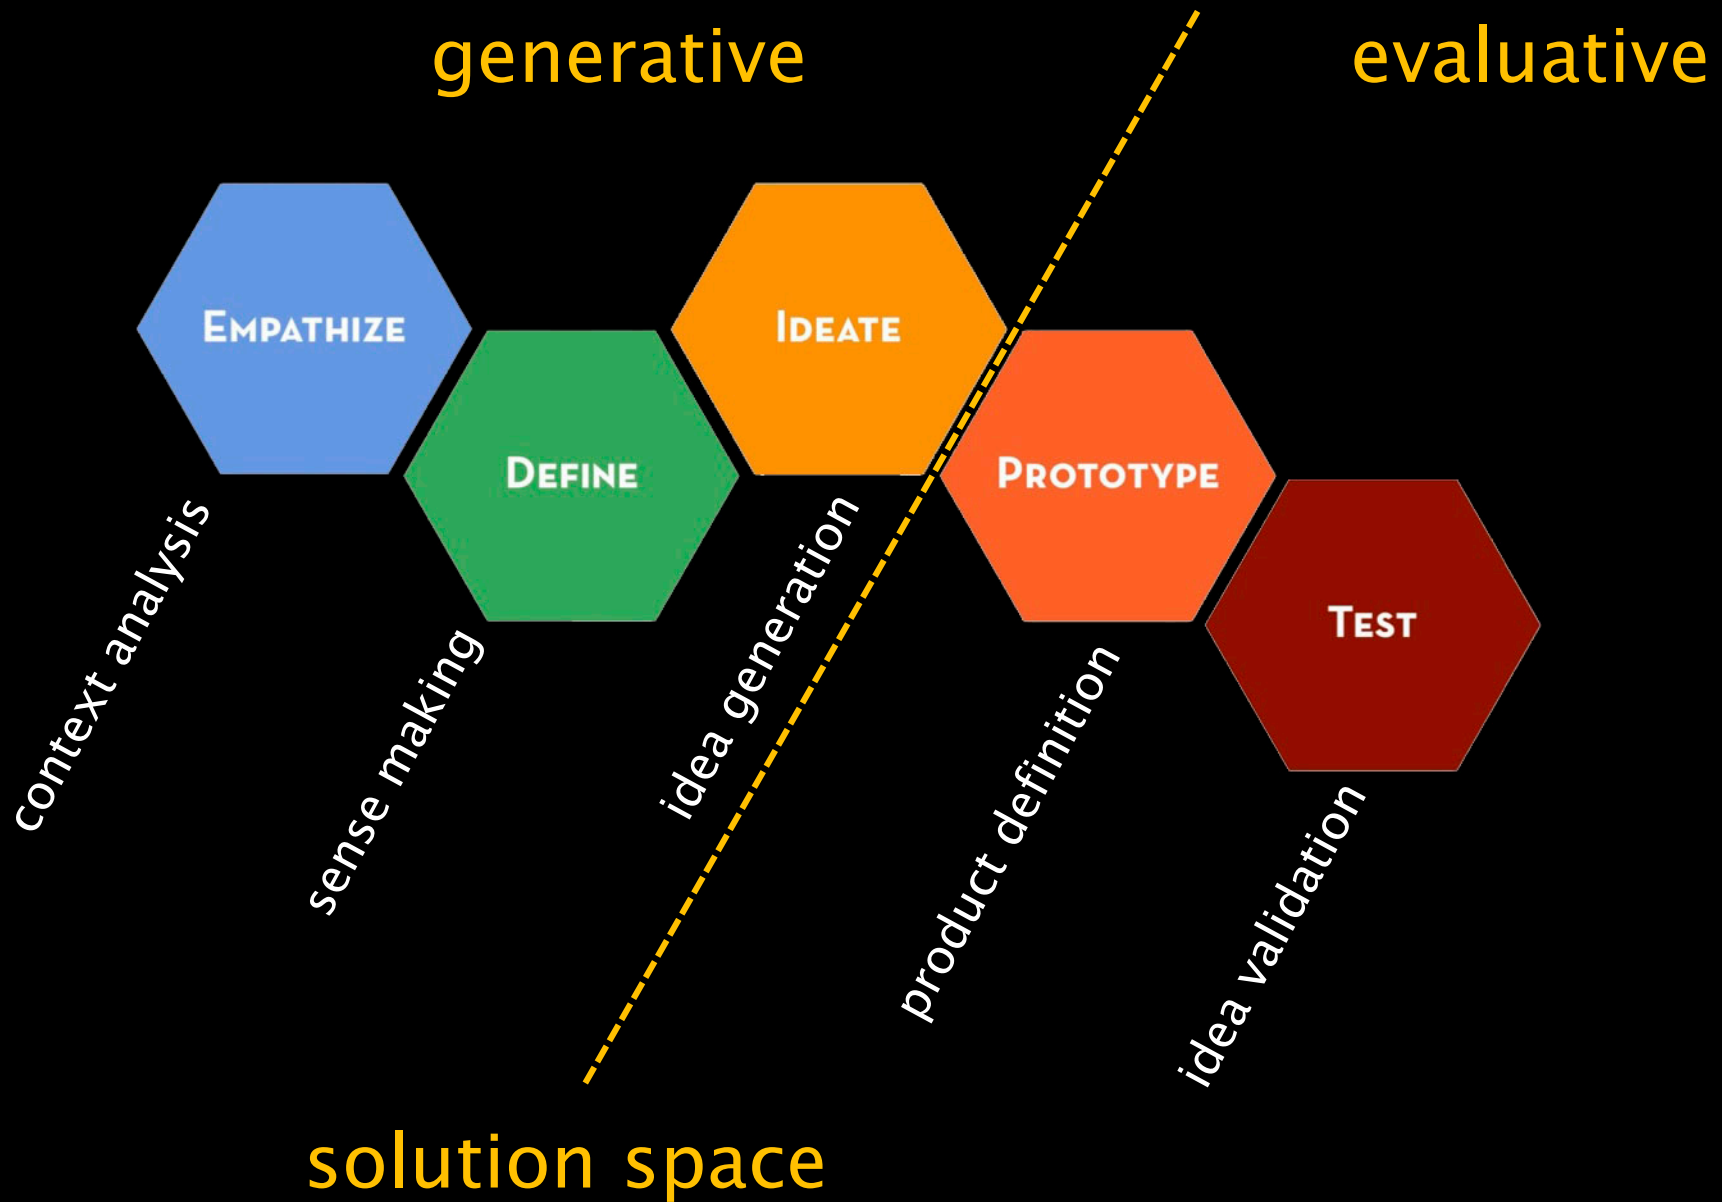 generative
evaluative
EMPATHIZE
DEFINE
IDEATE
PROTOTYPE
TEST
context analysis
sense making
idea generation
product definition
idea validation
solution space